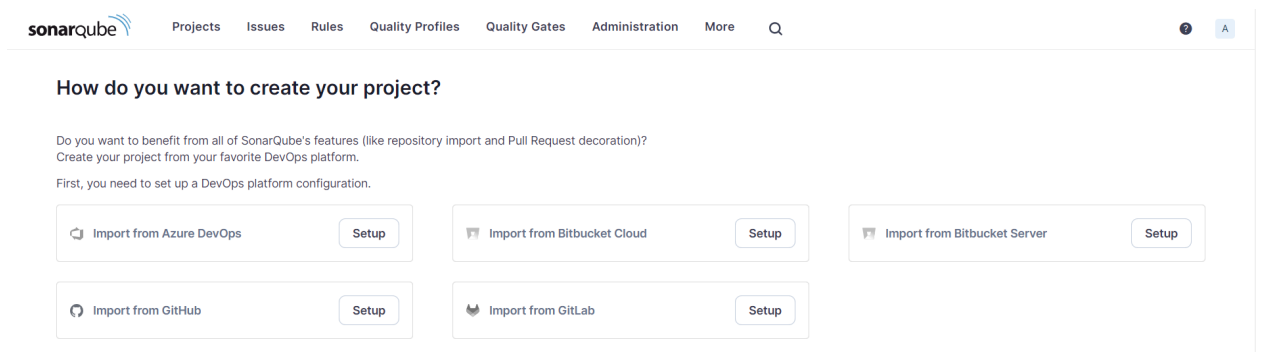 sonarqube Projects Issues Rules Quality Profiles Quality Gates Administration More ? A
How do you want to create your project?
Do you want to benefit from all of SonarQube's features (like repository import and Pull Request decoration)?
Create your project from your favorite DevOps platform.
First, you need to set up a DevOps platform configuration.
Import from Azure DevOps Setup Import from Bitbucket Cloud Setup Import from Bitbucket Server Setup
Import from GitHub Setup Import from GitLab Setup